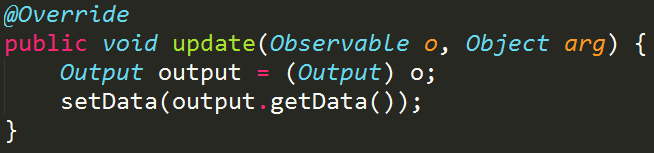 @Override
public void update(Observable o, Object arg) {
    Output output = (Output) o;
    setData(output.getData());
}